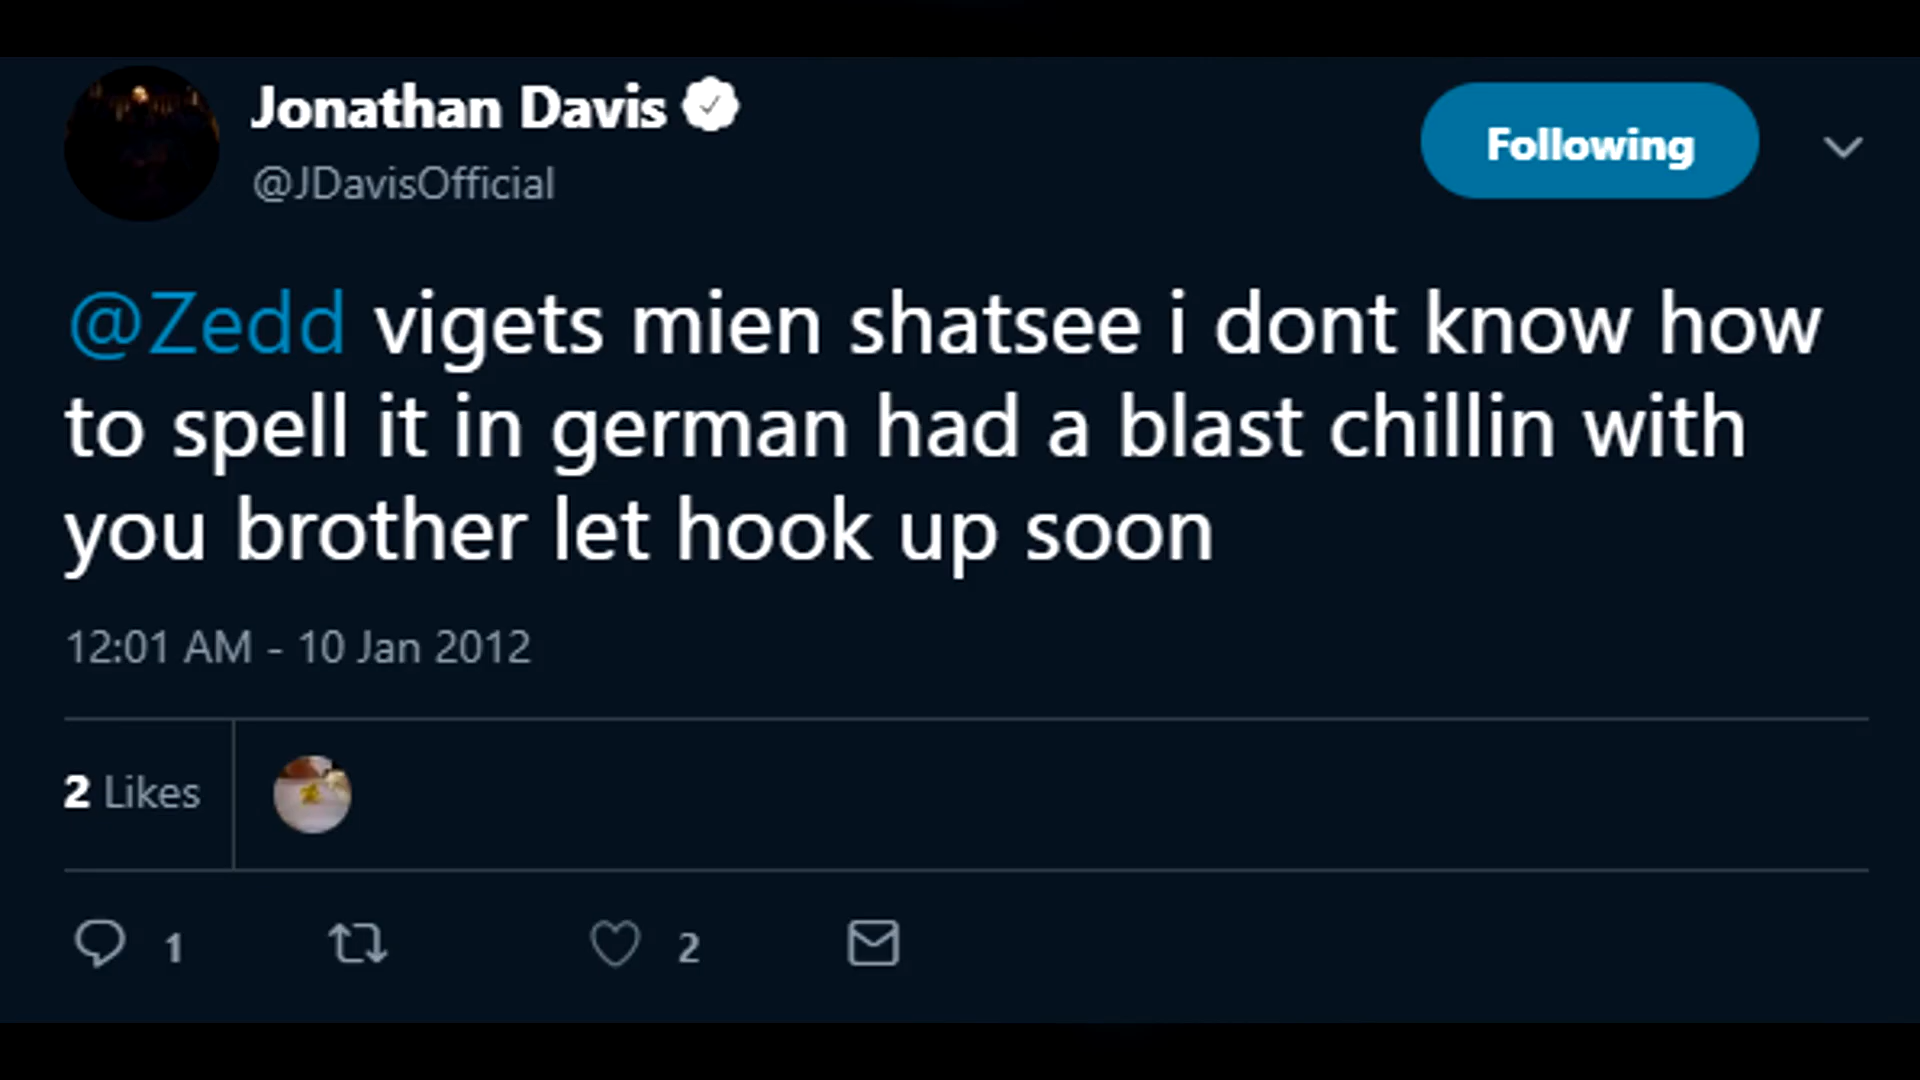 Jonathan Davis
@JDavisOfficial
Following
@Zedd vigets mien shatsee i dont know how
to spell it in german had a blast chillin with
you brother let hook up soon
12:01 AM - 10 Jan 2012
2 Likes
1 2